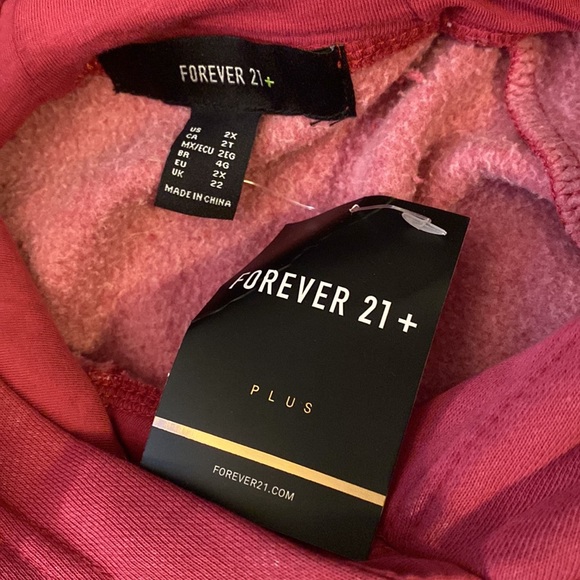 FOREVER 21+
US 2X
CA 2T
MX/ECU 2EG
BR 4G
EU 2X
UK 22
MADE IN CHINA
FOREVER 21+
PLUS
FOREVER21.COM